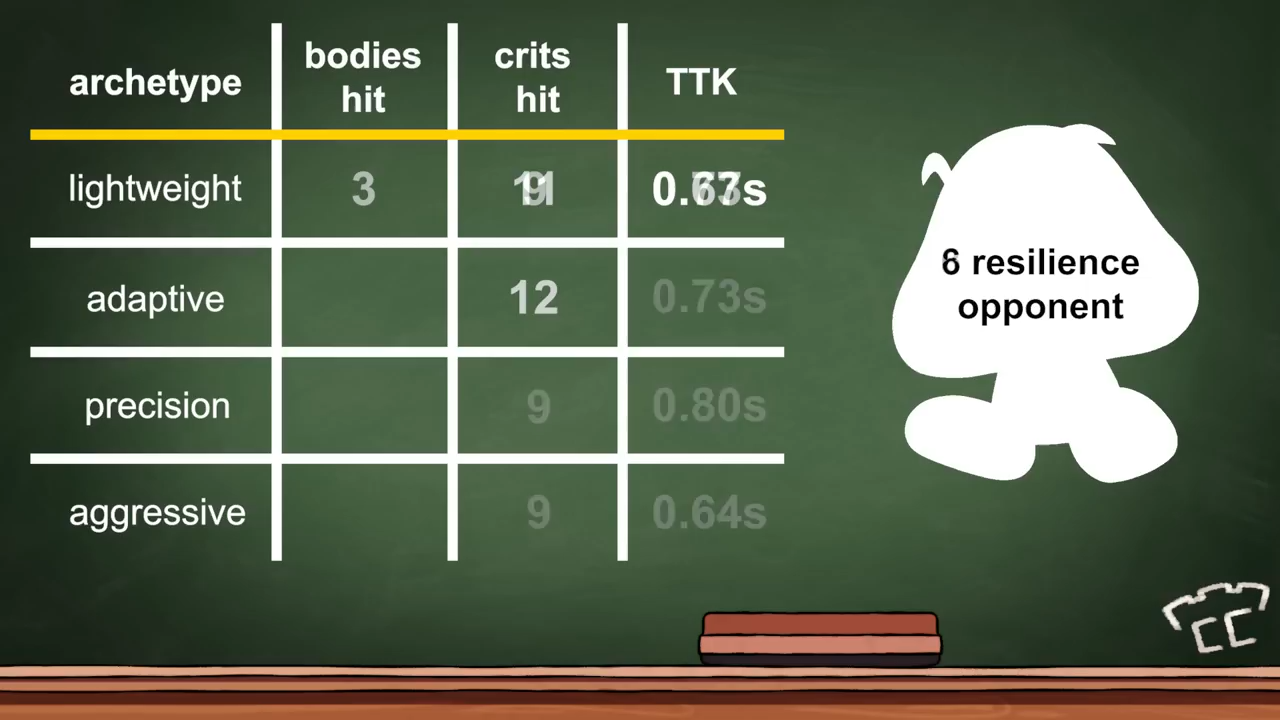 archetype
bodies hit
crits hit
TTK
lightweight
3
adaptive
12
0.73s
precision
9
0.80s
aggressive
9
0.64s
resilience
opponent
CC